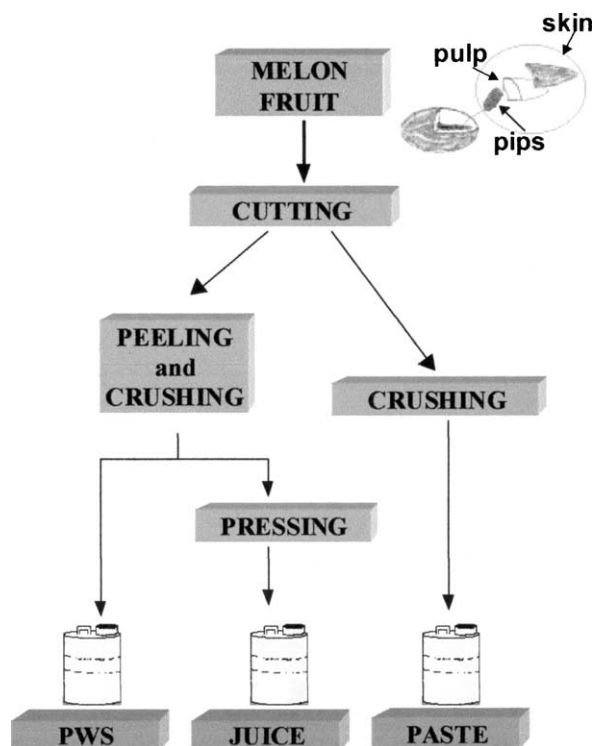 skin
pulp
pips
MELON
FRUIT
CUTTING
PEELING
and
CRUSHING
CRUSHING
PRESSING
PWS
JUICE
PASTE